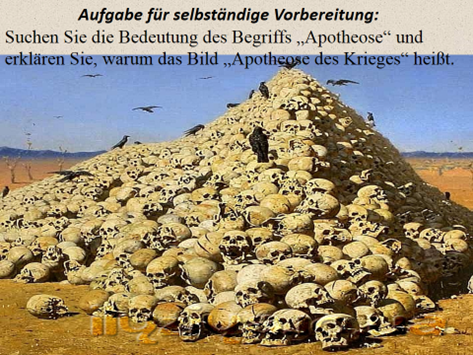 Aufgabe für selbständige Vorbereitung:
Suchen Sie die Bedeutung des Begriffs „Apotheose“ und
erklären Sie, warum das Bild „Apotheose des Krieges“ heißt.